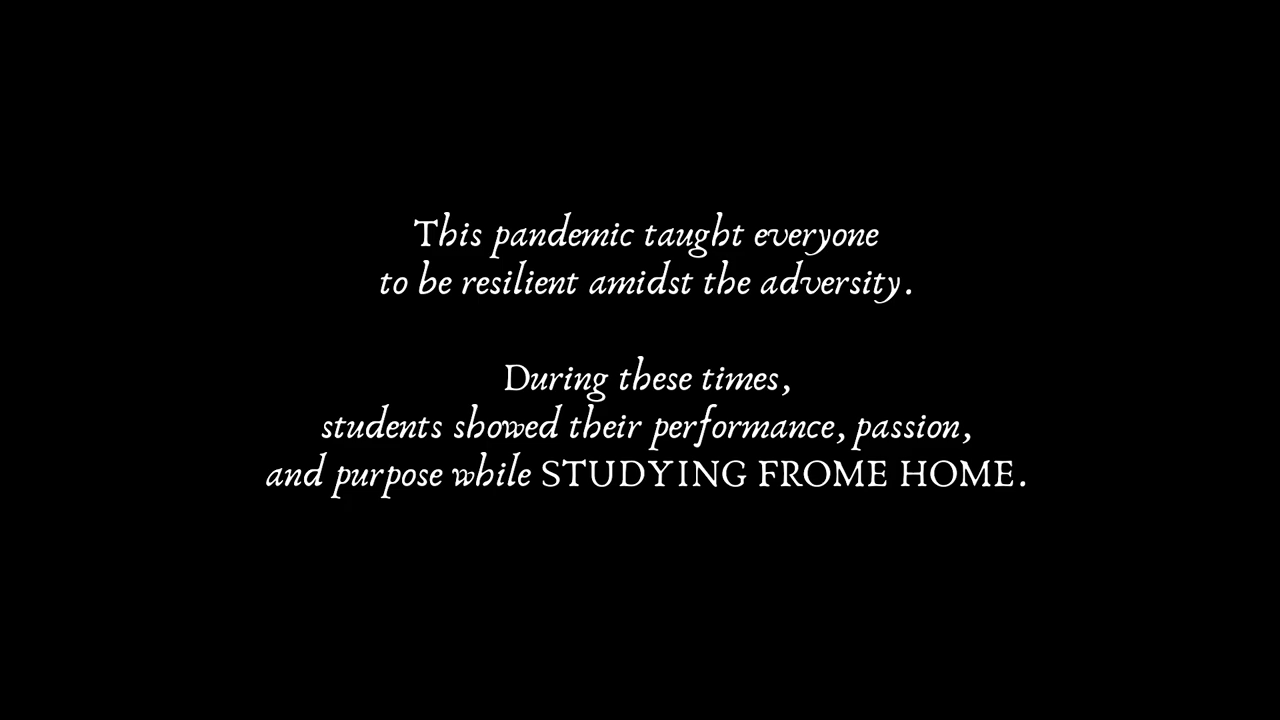 This pandemic taught everyone
to be resilient amidst the adversity.
During these times,
students showed their performance, passion,
and purpose while STUDYING FROME HOME.